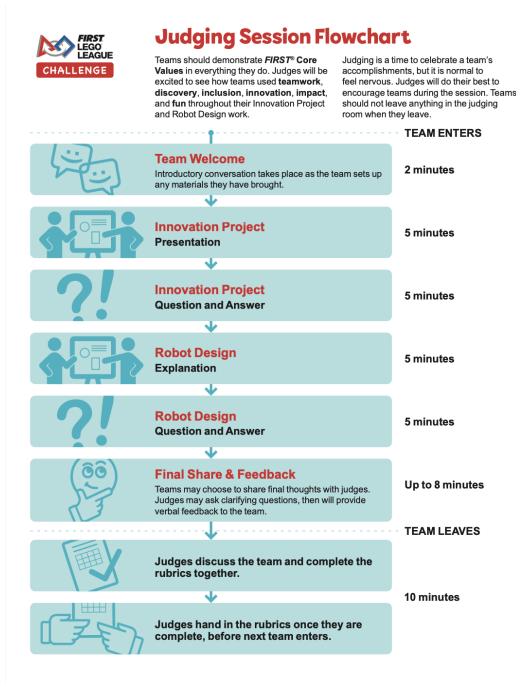 FIRST
LEGO
LEAGUE
CHALLENGE
Judging Session Flowchart
Teams should demonstrate FIRST® Core
Values in everything they do. Judges will be
excited to see how teams used teamwork,
discovery, inclusion, innovation, impact,
and fun throughout their Innovation Project
and Robot Design work.
Judging is a time to celebrate a team's
accomplishments, but it is normal to
feel nervous. Judges will do their best to
encourage teams during the session. Teams
should not leave anything in the judging
room when they leave.
TEAM ENTERS
Team Welcome
Introductory conversation takes place as the team sets up
any materials they have brought.
2 minutes
Innovation Project
Presentation
5 minutes
?!
Innovation Project
Question and Answer
5 minutes
Robot Design
Explanation
5 minutes
?!
Robot Design
Question and Answer
5 minutes
Final Share & Feedback
Teams may choose to share final thoughts with judges.
Judges may ask clarifying questions, then will provide
verbal feedback to the team.
Up to 8 minutes
TEAM LEAVES
Judges discuss the team and complete the
rubrics together.
10 minutes
Judges hand in the rubrics once they are
complete, before next team enters.